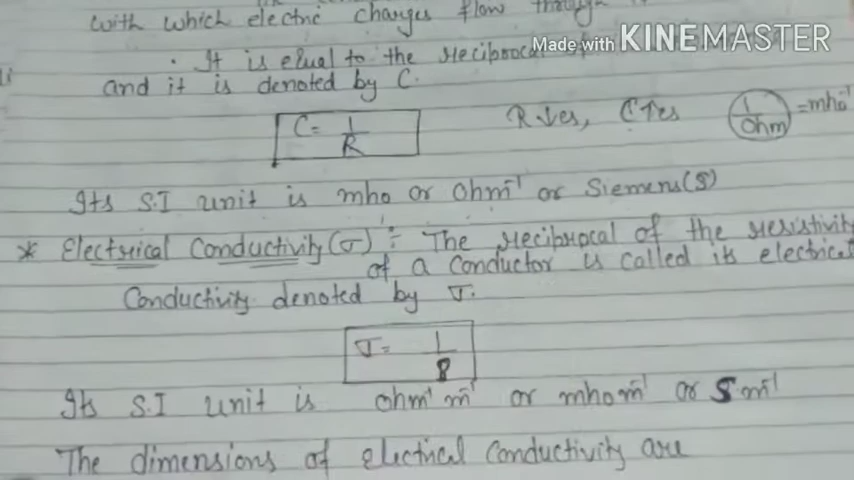 with which electric charges flow through
Made with KINEMASTER
. It is equal to the reciprocal
and it is denoted by C.
C = 1/R
R↓es, C↑es
1/Ohm = mho
Its S.I unit is mho or Ohm⁻¹ or Siemens(S)
* Electrical Conductivity (σ) :- The reciprocal of the resistivity
of a conductor is called its electrical
Conductivity denoted by σ.
σ = 1/ρ
Its S.I unit is ohm⁻¹ m⁻¹ or mho m⁻¹ or S m⁻¹
The dimensions of electrical conductivity are